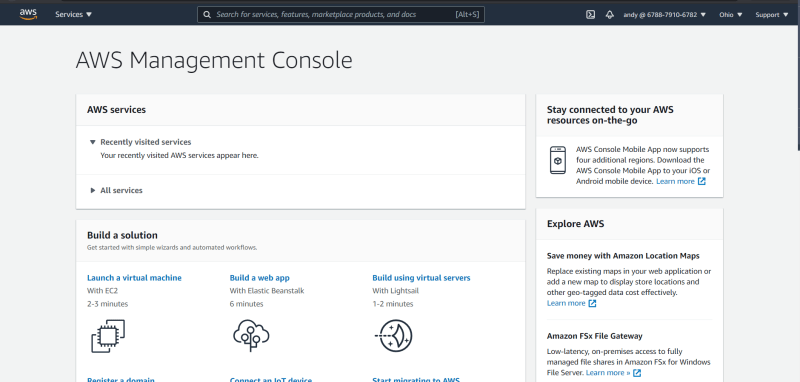 aws
Services ▼
Search for services, features, marketplace products, and docs [Alt+S]
andy @ 6788-7910-6782 ▼
Ohio ▼
Support ▼
AWS Management Console
AWS services
Recently visited services
Your recently visited AWS services appear here.
All services
Stay connected to your AWS
resources on-the-go
AWS Console Mobile App now supports
four additional regions. Download the
AWS Console Mobile App to your iOS or
Android mobile device. Learn more
Build a solution
Get started with simple wizards and automated workflows.
Launch a virtual machine
With EC2
2-3 minutes
Build a web app
With Elastic Beanstalk
6 minutes
Build using virtual servers
With Lightsail
1-2 minutes
Register a domain
Connect an IoT device
Start migrating to AWS
Explore AWS
Save money with Amazon Location Maps
Replace existing maps in your web application or
add a new map to display store locations and
other geo-tagged data cost effectively.
Learn more
Amazon FSx File Gateway
Low-latency, on-premises access to fully
managed file shares in Amazon FSx for Windows
File Server. Learn more »